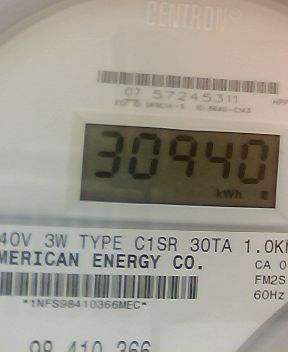 CENTRON®
07 57245311
30940
kWh
40V 3W TYPE C1SR 30TA 1.0K
MERICAN ENERGY CO.
CA 0
FM2S
60Hz
*1NFS98410366MEC*
98 410 366